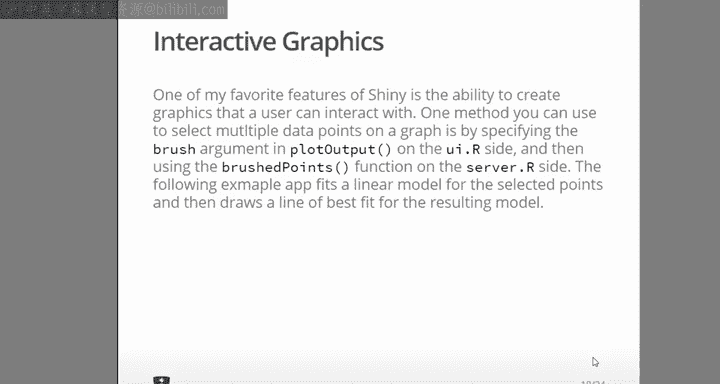 @bilibili.com
Interactive Graphics
One of my favorite features of Shiny is the ability to create
graphics that a user can interact with. One method you can use
to select mutltiple data points on a graph is by specifying the
brush argument in plotOutput() on the ui.R side, and then
using the brushedPoints() function on the server.R side. The
following exmaple app fits a linear model for the selected points
and then draws a line of best fit for the resulting model.